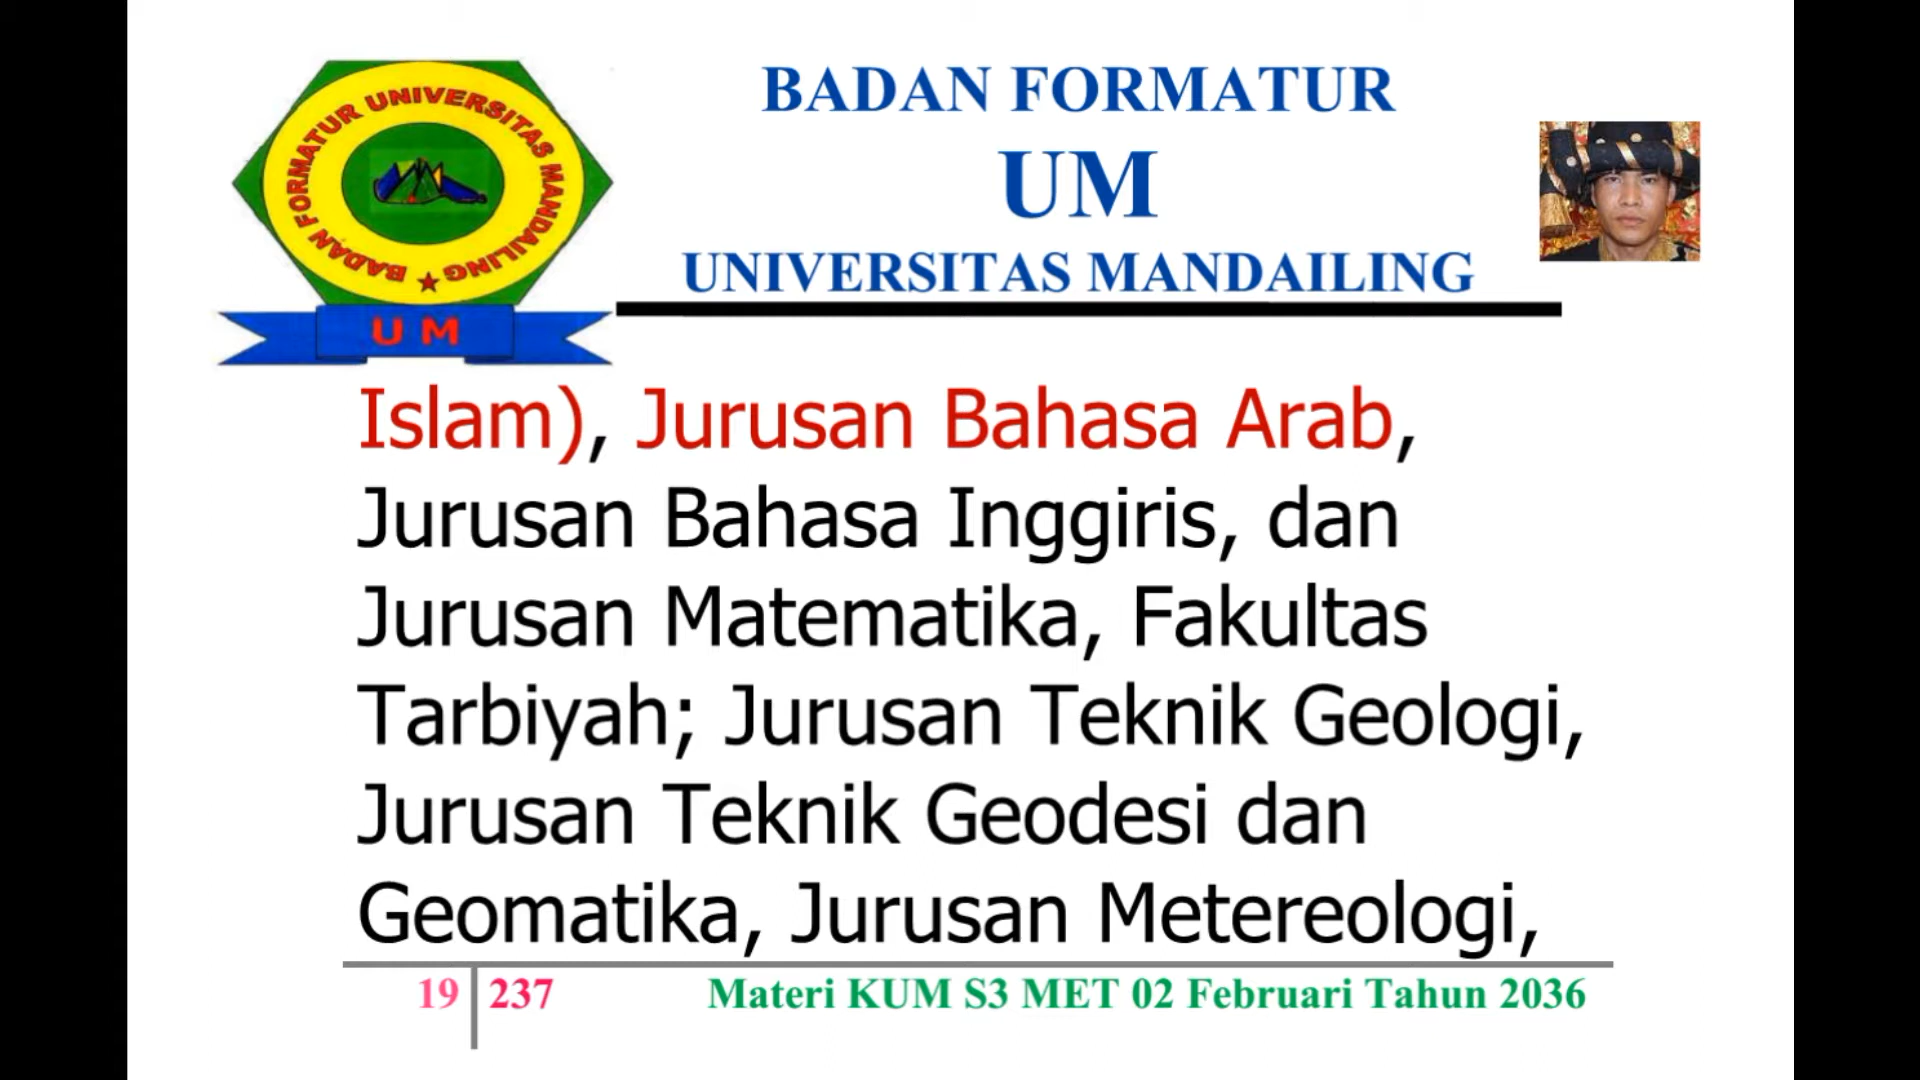 BADAN FORMATUR UNIVERSITAS MANDAILING
U M
BADAN FORMATUR
UM
UNIVERSITAS MANDAILING
Islam), Jurusan Bahasa Arab,
Jurusan Bahasa Inggiris, dan
Jurusan Matematika, Fakultas
Tarbiyah; Jurusan Teknik Geologi,
Jurusan Teknik Geodesi dan
Geomatika, Jurusan Metereologi,
19 237 Materi KUM S3 MET 02 Februari Tahun 2036